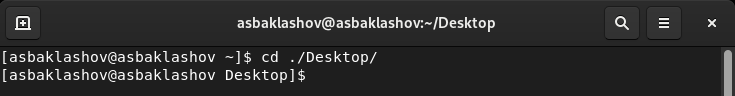 asbaklashov@asbaklashov:~/Desktop
[asbaklashov@asbaklashov ~]$ cd ./Desktop/
[asbaklashov@asbaklashov Desktop]$